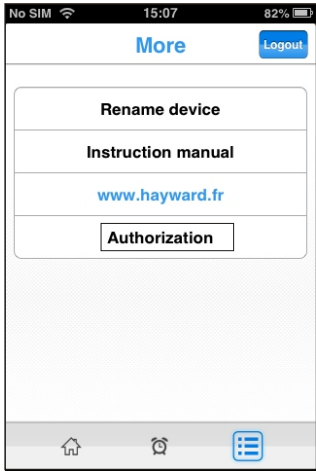 No SIM 15:07 82%
More Logout
Rename device
Instruction manual
www.hayward.fr
Authorization